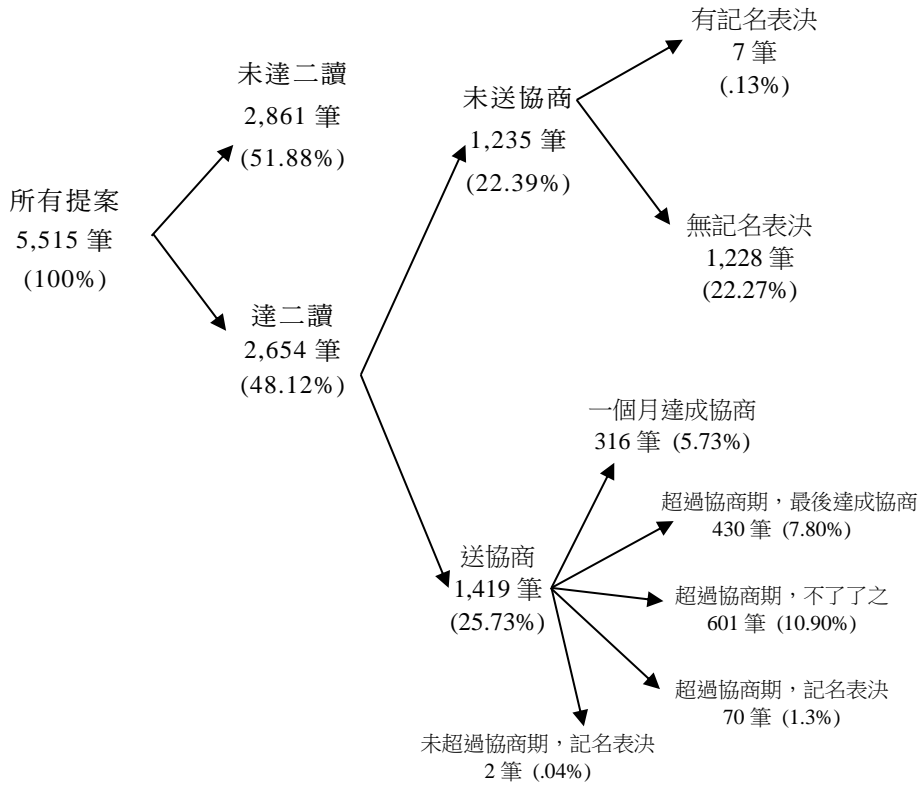 所有提案
5,515 筆
(100%)
未達二讀
2,861 筆
(51.88%)
達二讀
2,654 筆
(48.12%)
未送協商
1,235 筆
(22.39%)
有記名表決
7 筆
(.13%)
無記名表決
1,228 筆
(22.27%)
送協商
1,419 筆
(25.73%)
一個月達成協商
316 筆 (5.73%)
超過協商期，最後達成協商
430 筆 (7.80%)
超過協商期，不了了之
601 筆 (10.90%)
超過協商期，記名表決
70 筆 (1.3%)
未超過協商期，記名表決
2 筆 (.04%)